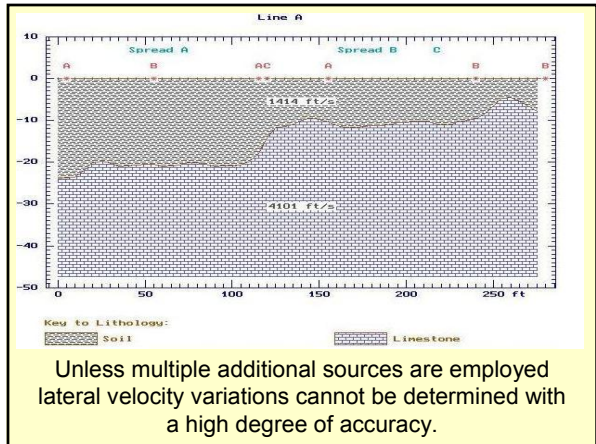 Line A
10
Spread A Spread B C
A B AC A B B
0
1414 ft/s
-10
-20
4101 ft/s
-30
-40
-50
0 50 100 150 200 250 ft
Key to Lithology:
Soil Limestone
Unless multiple additional sources are employed
lateral velocity variations cannot be determined with
a high degree of accuracy.